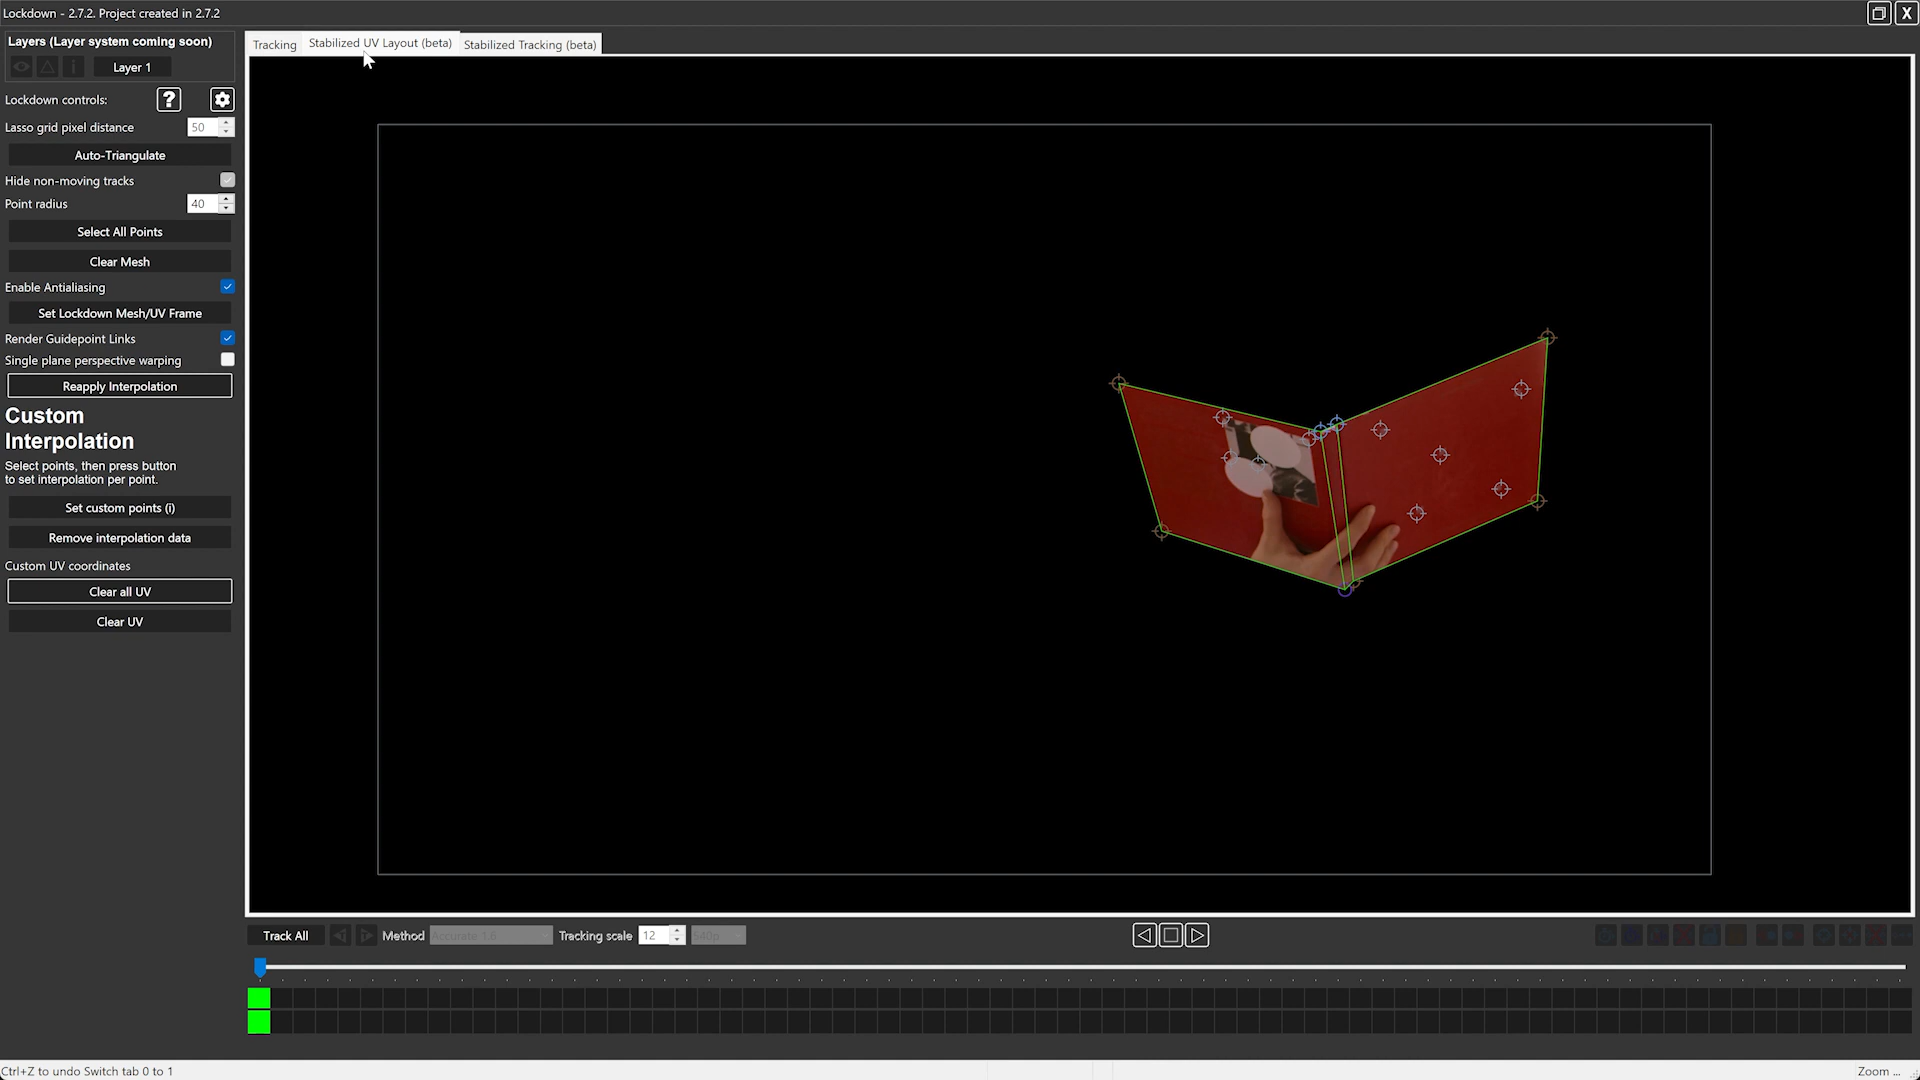 Lockdown - 2.7.2. Project created in 2.7.2
Layers (Layer system coming soon)
Layer 1
Tracking
Stabilized UV Layout (beta)
Stabilized Tracking (beta)
Lockdown controls:
?
Lasso grid pixel distance
50
Auto-Triangulate
Hide non-moving tracks
Point radius
40
Select All Points
Clear Mesh
Enable Antialiasing
Set Lockdown Mesh/UV Frame
Render Guidepoint Links
Single plane perspective warping
Reapply Interpolation
Custom
Interpolation
Select points, then press button
to set interpolation per point.
Set custom points (i)
Remove interpolation data
Custom UV coordinates
Clear all UV
Clear UV
Track All
Method
Accurate 1.6
Tracking scale
12
540p
Ctrl+Z to undo Switch tab 0 to 1
Zoom ...